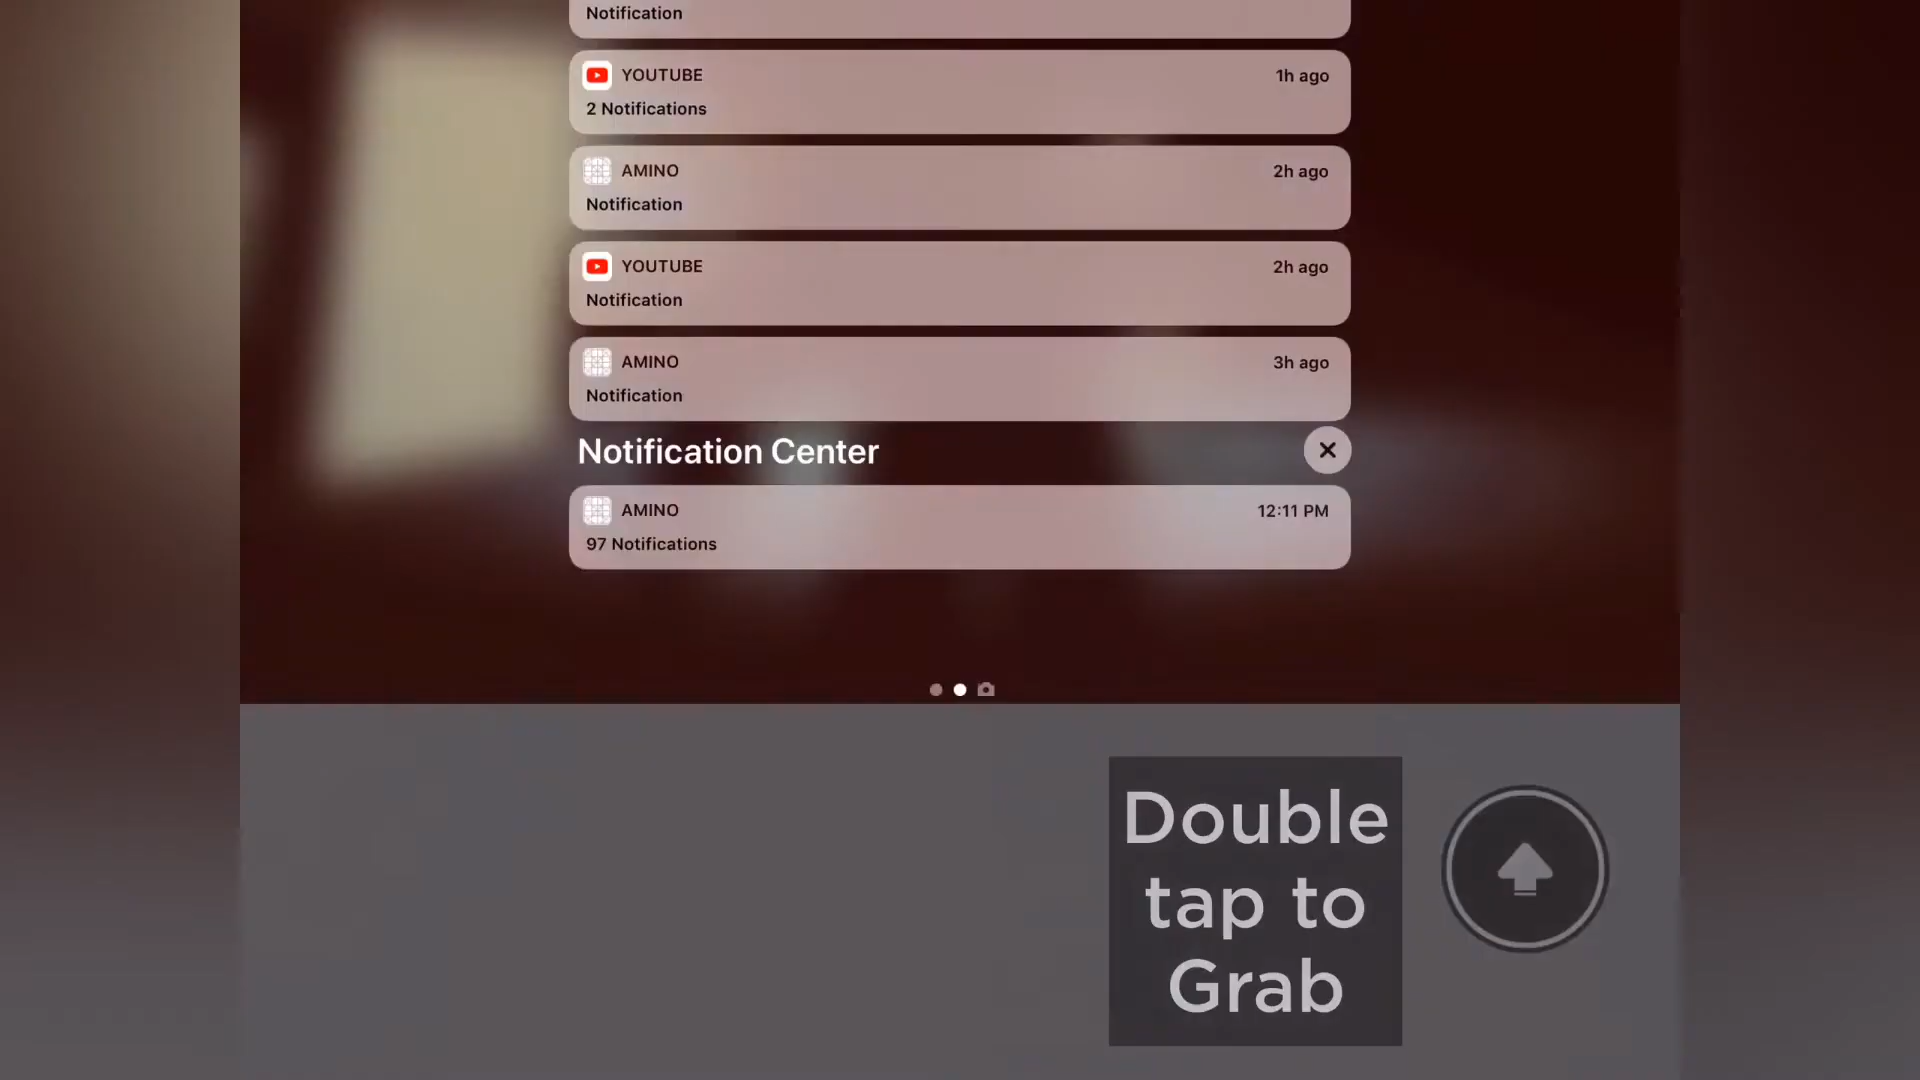 Notification
YOUTUBE 1h ago
2 Notifications
AMINO 2h ago
Notification
YOUTUBE 2h ago
Notification
AMINO 3h ago
Notification
Notification Center
AMINO 12:11 PM
97 Notifications
Double
tap to
Grab